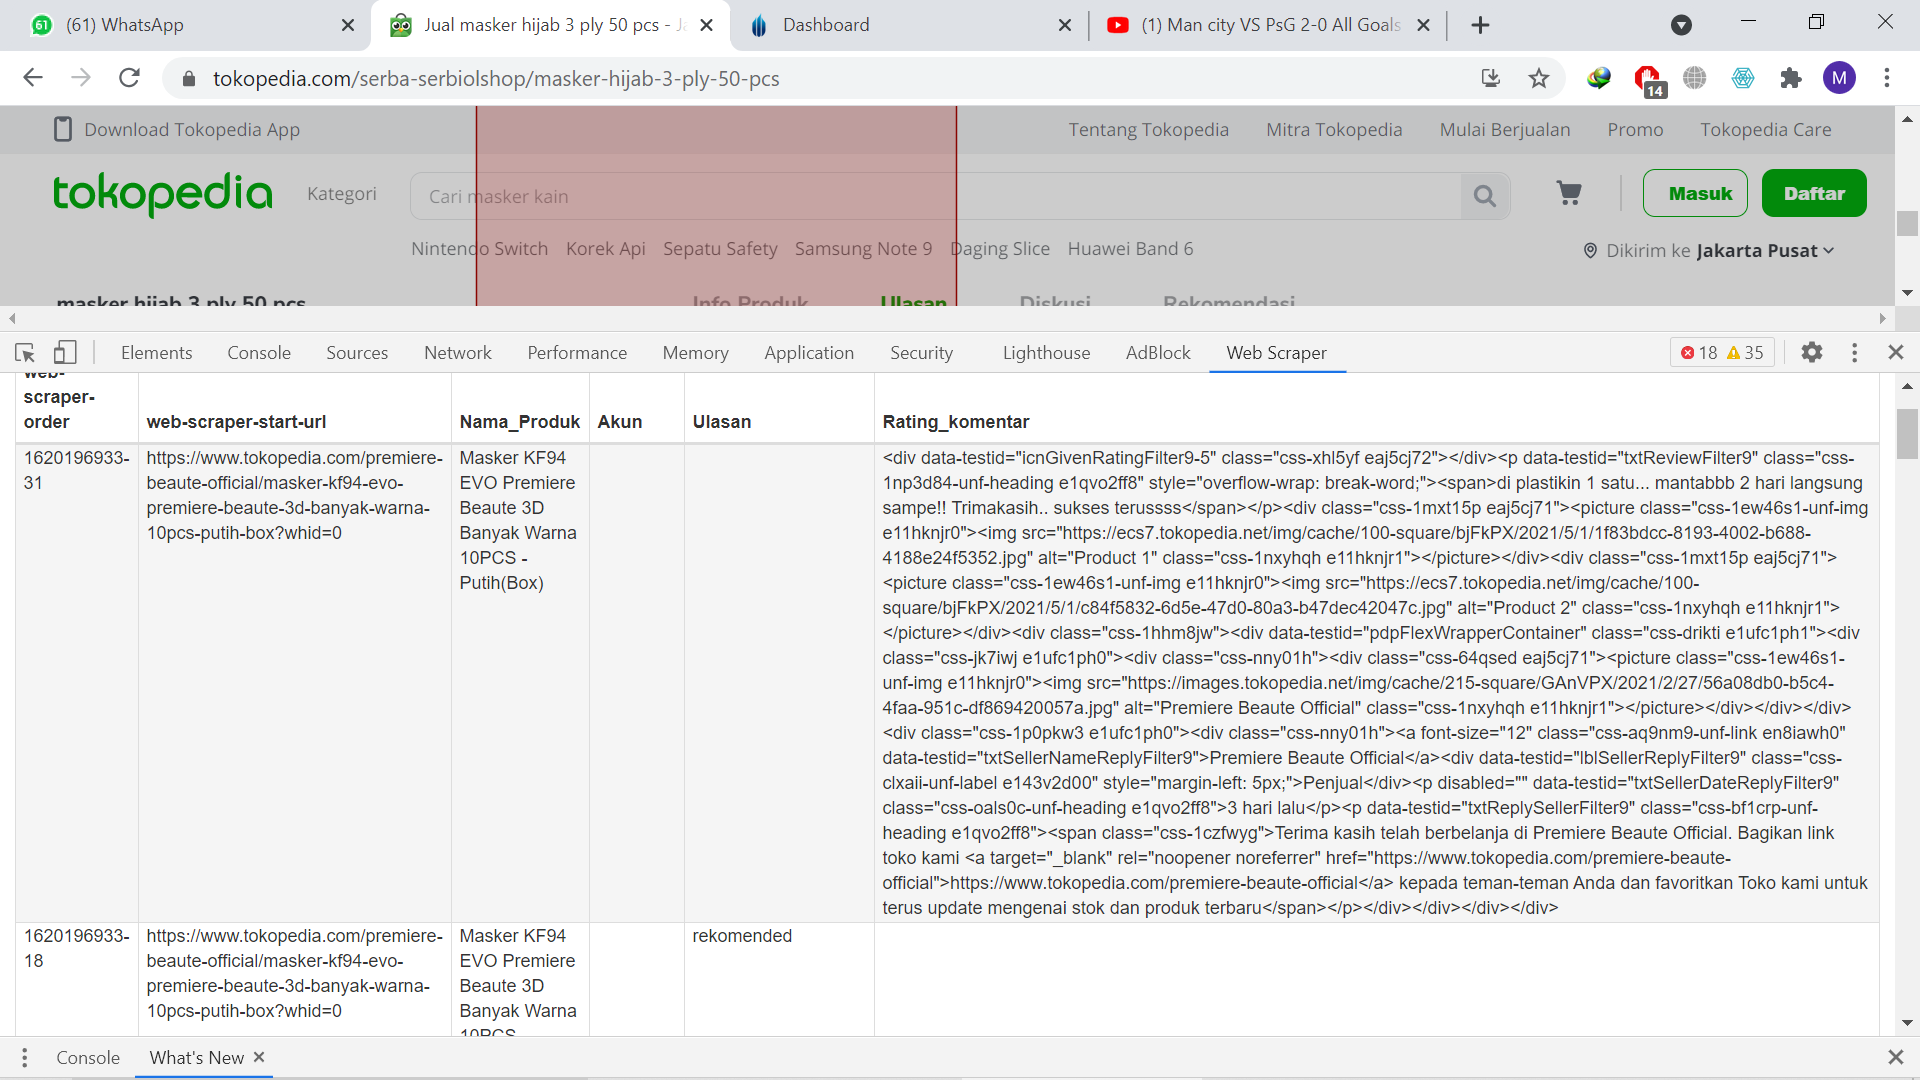 61
(61) WhatsApp
Jual masker hijab 3 ply 50 pcs - Ja
Dashboard
(1) Man city VS PsG 2-0 All Goals
tokopedia.com/serba-serbiolshop/masker-hijab-3-ply-50-pcs
14
M
Download Tokopedia App
Tentang Tokopedia
Mitra Tokopedia
Mulai Berjualan
Promo
Tokopedia Care
tokopedia
Kategori
Cari masker kain
Masuk
Daftar
Nintendo Switch
Korek Api
Sepatu Safety
Samsung Note 9
Daging Slice
Huawei Band 6
Dikirim ke Jakarta Pusat
masker hijab 3 ply 50 pcs
Info Produk
Ulasan
Diskusi
Rekomendasi
Elements
Console
Sources
Network
Performance
Memory
Application
Security
Lighthouse
AdBlock
Web Scraper
18
35
web-
scraper-
order
web-scraper-start-url
Nama_Produk
Akun
Ulasan
Rating_komentar
1620196933-
31
https://www.tokopedia.com/premiere-
beaute-official/masker-kf94-evo-
premiere-beaute-3d-banyak-warna-
10pcs-putih-box?whid=0
Masker KF94
EVO Premiere
Beaute 3D
Banyak Warna
10PCS -
Putih(Box)
<div data-testid="icnGivenRatingFilter9-5" class="css-xhl5yf eaj5cj72"></div><p data-testid="txtReviewFilter9" class="css-
1np3d84-unf-heading e1qvo2ff8" style="overflow-wrap: break-word;"><span>di plastikin 1 satu... mantabbb 2 hari langsung
sampe!! Trimakasih.. sukses terussss</span></p><div class="css-1mxt15p eaj5cj71"><picture class="css-1ew46s1-unf-img
e11hknjr0"><img src="https://ecs7.tokopedia.net/img/cache/100-square/bjFkPX/2021/5/1/1f83bdcc-8193-4002-b688-
4188e24f5352.jpg" alt="Product 1" class="css-1nxyhqh e11hknjr1"></picture></div><div class="css-1mxt15p eaj5cj71">
<picture class="css-1ew46s1-unf-img e11hknjr0"><img src="https://ecs7.tokopedia.net/img/cache/100-
square/bjFkPX/2021/5/1/c84f5832-6d5e-47d0-80a3-b47dec42047c.jpg" alt="Product 2" class="css-1nxyhqh e11hknjr1">
</picture></div><div class="css-1hhm8jw"><div data-testid="pdpFlexWrapperContainer" class="css-drikti e1ufc1ph1"><div
class="css-jk7iwj e1ufc1ph0"><div class="css-nny01h"><div class="css-64qsed eaj5cj71"><picture class="css-1ew46s1-
unf-img e11hknjr0"><img src="https://images.tokopedia.net/img/cache/215-square/GAnVPX/2021/2/27/56a08db0-b5c4-
4faa-951c-df869420057a.jpg" alt="Premiere Beaute Official" class="css-1nxyhqh e11hknjr1"></picture></div></div></div>
<div class="css-1p0pkw3 e1ufc1ph0"><div class="css-nny01h"><a font-size="12" class="css-aq9nm9-unf-link en8iawh0"
data-testid="txtSellerNameReplyFilter9">Premiere Beaute Official</a><div data-testid="lblSellerReplyFilter9" class="css-
clxaii-unf-label e143v2d00" style="margin-left: 5px;">Penjual</div><p disabled="" data-testid="txtSellerDateReplyFilter9"
class="css-oals0c-unf-heading e1qvo2ff8">3 hari lalu</p><p data-testid="txtReplySellerFilter9" class="css-bf1crp-unf-
heading e1qvo2ff8"><span class="css-1czfwyg">Terima kasih telah berbelanja di Premiere Beaute Official. Bagikan link
toko kami <a target="_blank" rel="noopener noreferrer" href="https://www.tokopedia.com/premiere-beaute-
official">https://www.tokopedia.com/premiere-beaute-official</a> kepada teman-teman Anda dan favoritkan Toko kami untuk
terus update mengenai stok dan produk terbaru</span></p></div></div></div></div>
1620196933-
18
https://www.tokopedia.com/premiere-
beaute-official/masker-kf94-evo-
premiere-beaute-3d-banyak-warna-
10pcs-putih-box?whid=0
Masker KF94
EVO Premiere
Beaute 3D
Banyak Warna
10PCS
rekomended
Console
What's New